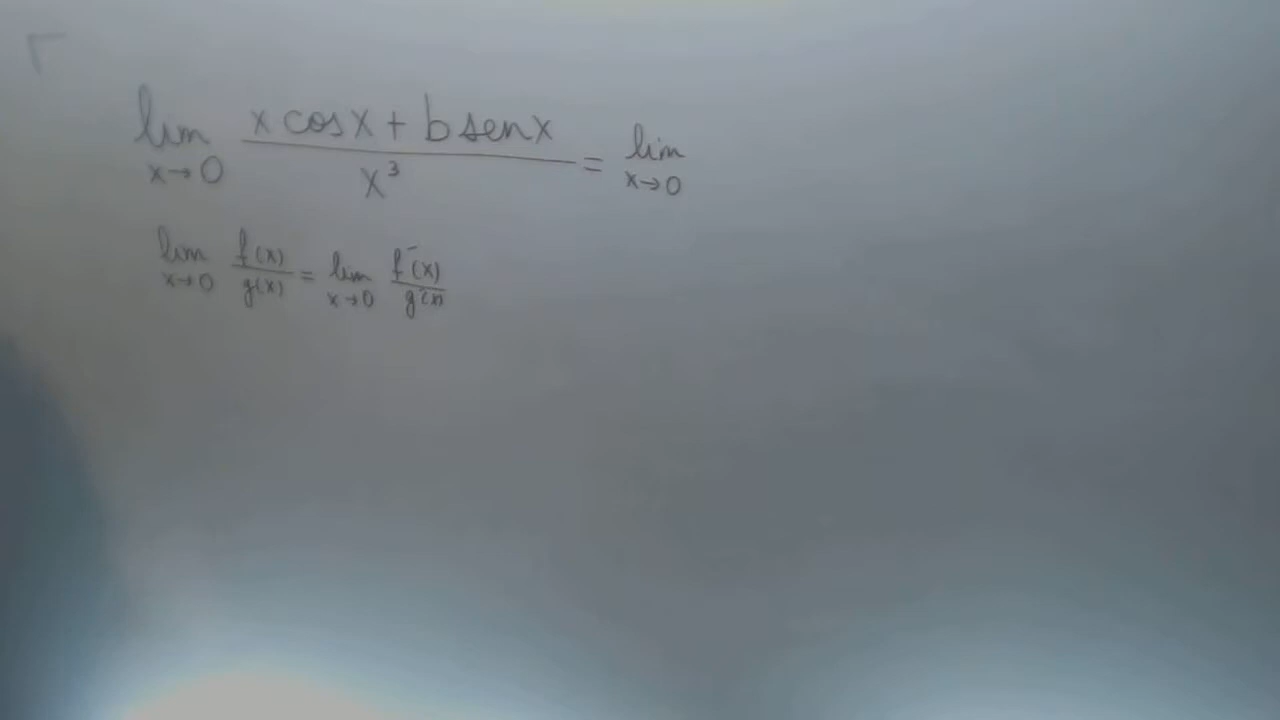 lim x→0 (x cos x + b sen x) / x³ = lim x→0
lim x→0 f(x) / g(x) = lim x→0 f'(x) / g'(x)